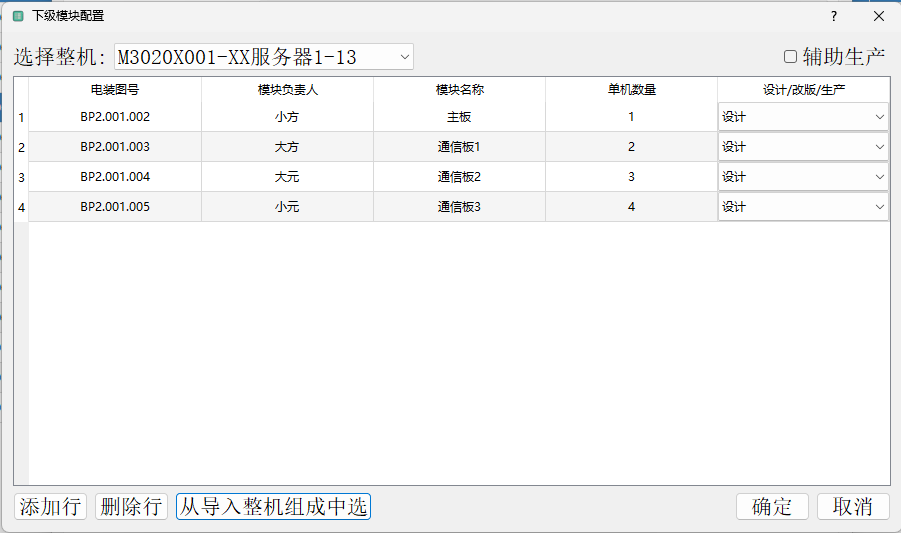 下级模块配置 ?
选择整机: M3020X001-XX服务器1-13 辅助生产
电装图号 模块负责人 模块名称 单机数量 设计/改版/生产
1 BP2.001.002 小方 主板 1 设计
2 BP2.001.003 大方 通信板1 2 设计
3 BP2.001.004 大元 通信板2 3 设计
4 BP2.001.005 小元 通信板3 4 设计
添加行 删除行 从导入整机组成中选 确定 取消